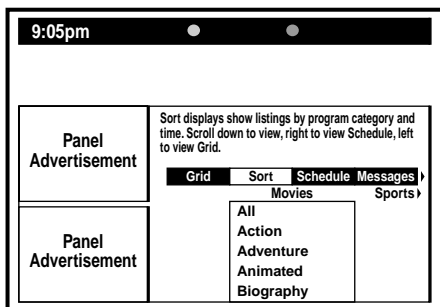 9:05pm
Panel
Advertisement
Sort displays show listings by program category and
time. Scroll down to view, right to view Schedule, left
to view Grid.
Grid Sort Schedule Messages
Movies Sports
All
Action
Adventure
Animated
Biography
Panel
Advertisement